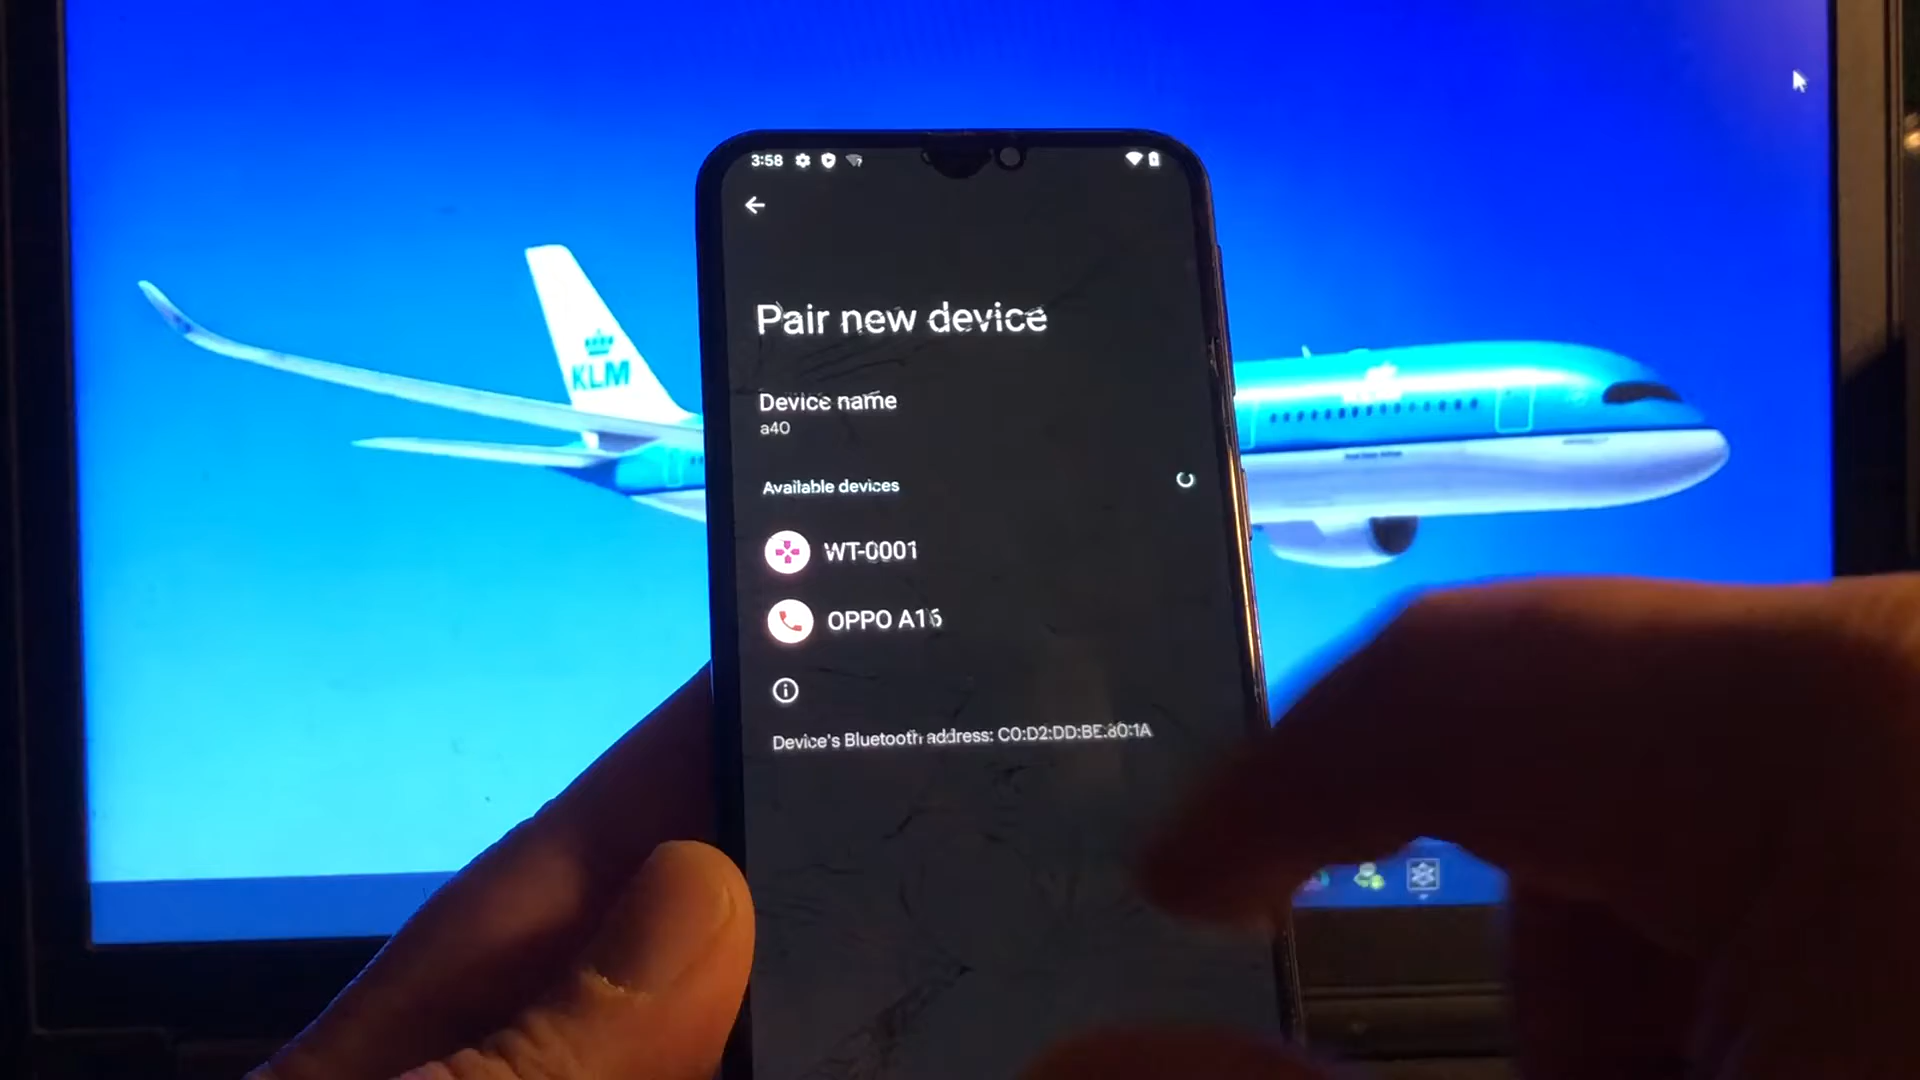 3:58
Pair new device
Device name
a40
Available devices
WT-0001
OPPO A16
Device's Bluetooth address: C0:D2:DD:BE:80:1A
KLM